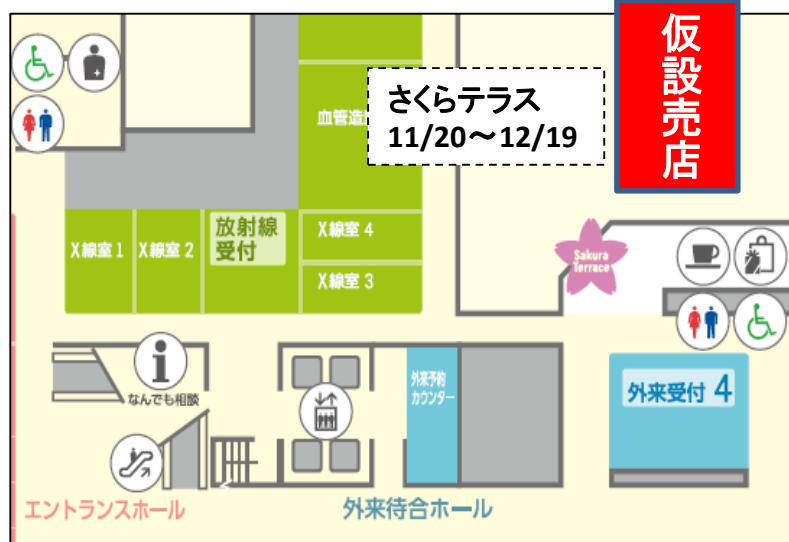 仮設売店
さくらテラス
11/20～12/19
血管造
放射線
受付
X線室 1
X線室 2
X線室 4
X線室 3
Sakura
Terrace
なんでも相談
外来予約
カウンター
外来受付 4
エントランスホール
外来待合ホール